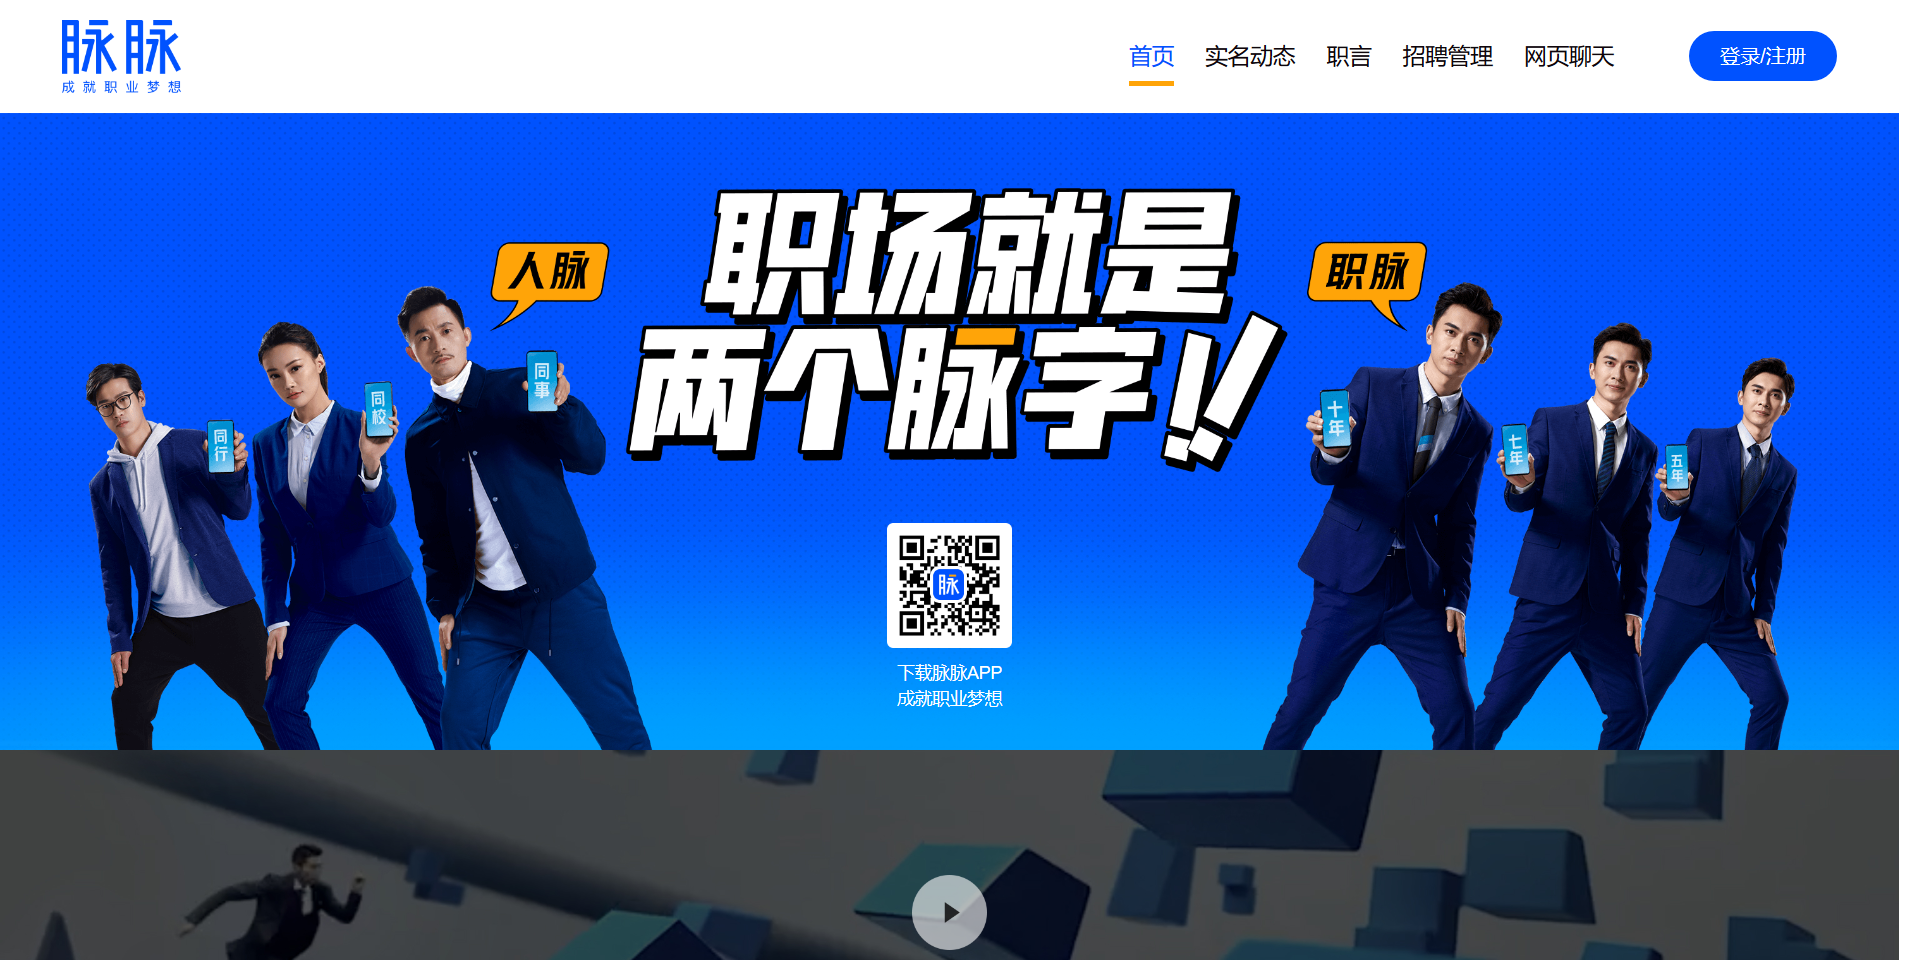 脉脉
成就职业梦想
首页 实名动态 职言 招聘管理 网页聊天 登录/注册
职场就是
两个脉字!!
人脉
职脉
同行
同校
同事
十年
七年
五年
脉
下载脉脉APP
成就职业梦想